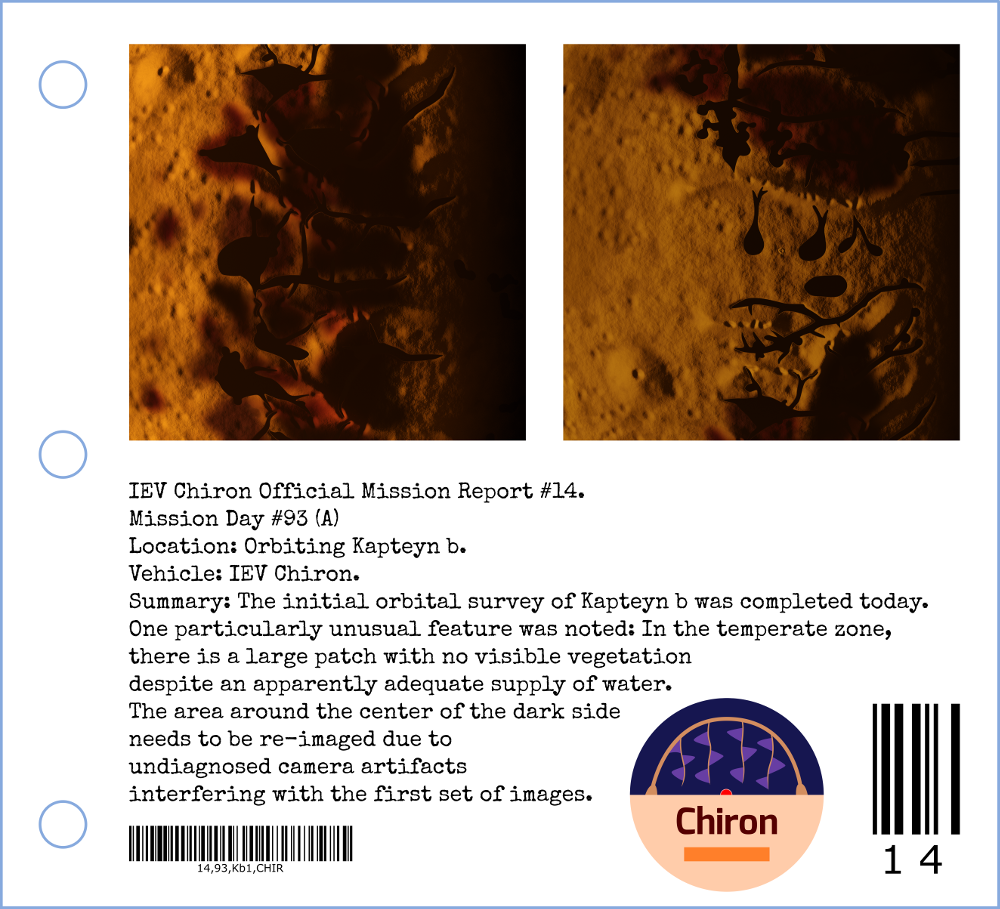 IEV Chiron Official Mission Report #14.
Mission Day #93 (A)
Location: Orbiting Kapteyn b.
Vehicle: IEV Chiron.
Summary: The initial orbital survey of Kapteyn b was completed today.
One particularly unusual feature was noted: In the temperate zone,
there is a large patch with no visible vegetation
despite an apparently adequate supply of water.
The area around the center of the dark side
needs to be re-imaged due to
undiagnosed camera artifacts
interfering with the first set of images.
14,93,Kb1,CHIR
Chiron
14